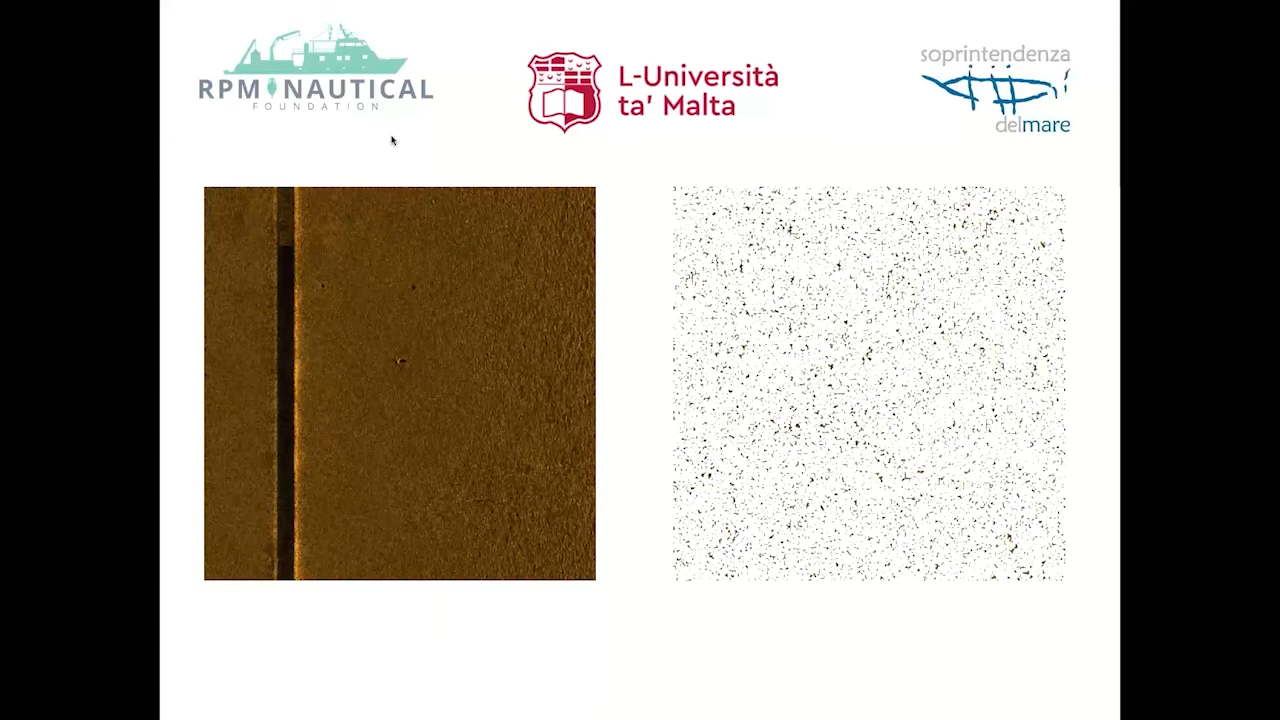 RPM NAUTICAL
FOUNDATION
L-Università
ta' Malta
soprintendenza
delmare